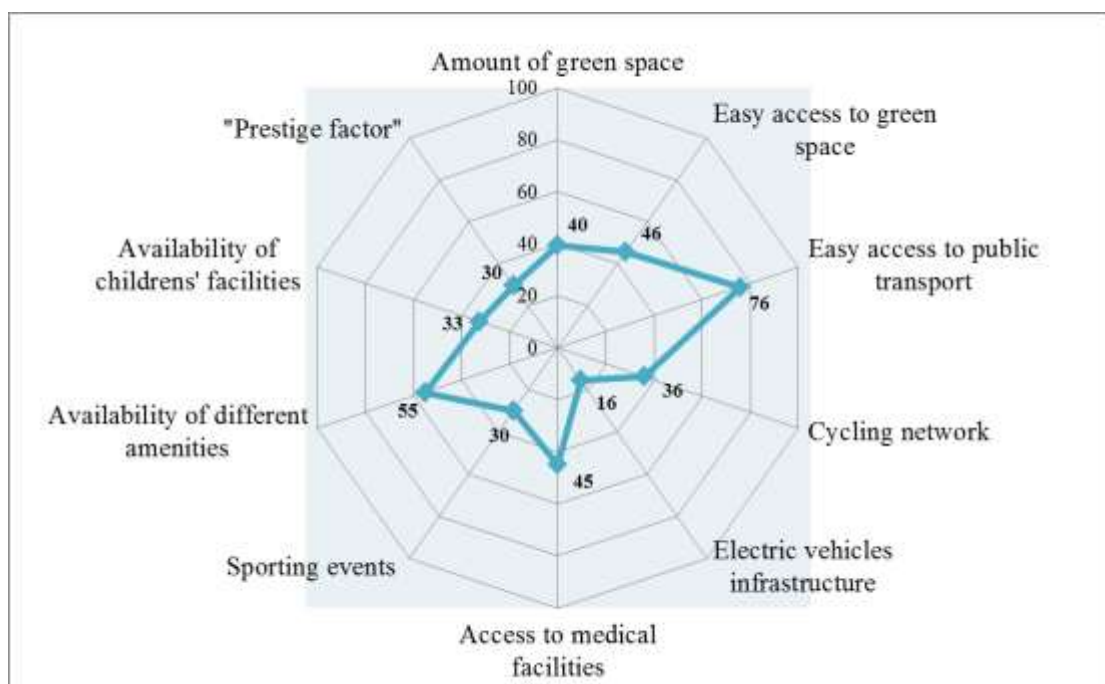 Amount of green space
100
Easy access to green
space
"Prestige factor"
80
60
40
46
40
Availability of
childrens' facilities
Easy access to public
transport
30
20
76
33
0
36
16
55
Availability of different
amenities
30
Cycling network
45
Sporting events
Electric vehicles
infrastructure
Access to medical
facilities